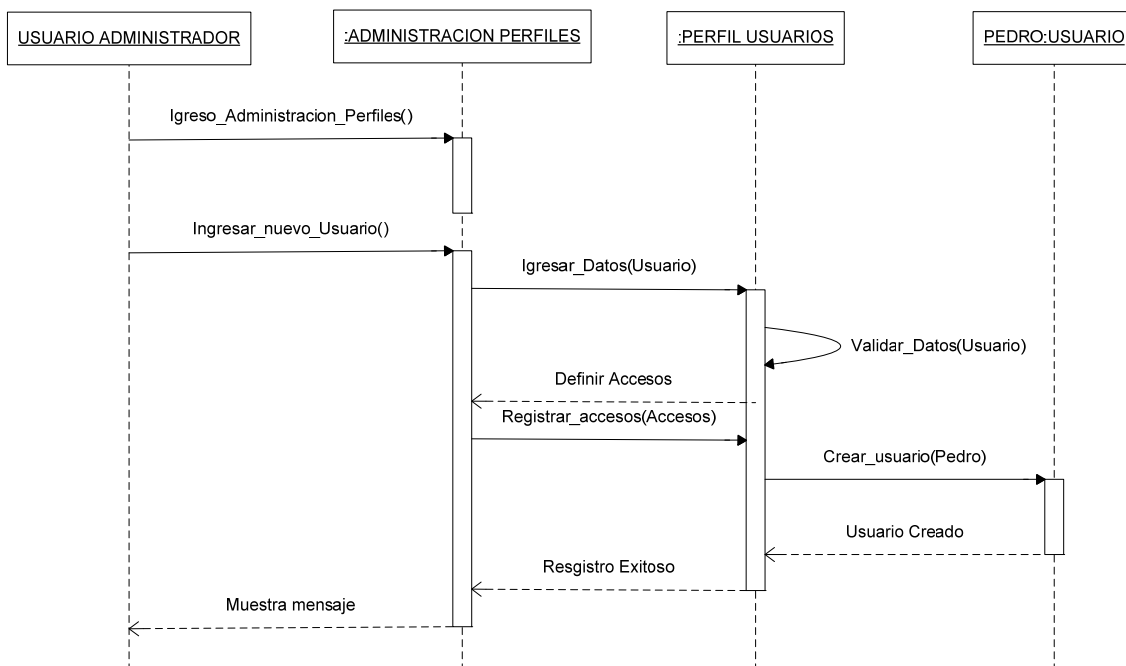 USUARIO ADMINISTRADOR
:ADMINISTRACION PERFILES
:PERFIL USUARIOS
PEDRO:USUARIO
Igreso_Administracion_Perfiles()
Ingresar_nuevo_Usuario()
Igresar_Datos(Usuario)
Validar_Datos(Usuario)
Definir Accesos
Registrar_accesos(Accesos)
Crear_usuario(Pedro)
Usuario Creado
Resgistro Exitoso
Muestra mensaje